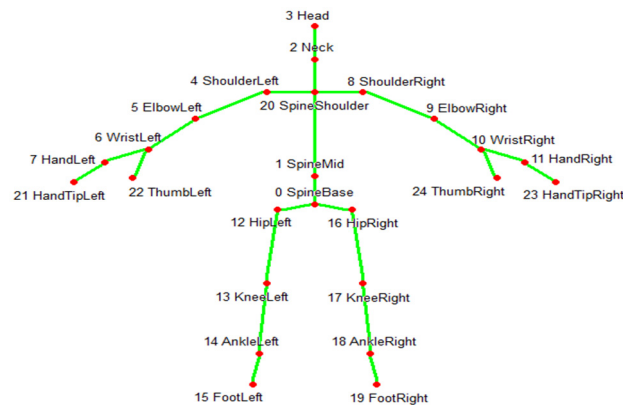 3 Head
2 Neck
4 ShoulderLeft
8 ShoulderRight
20 SpineShoulder
5 ElbowLeft
9 ElbowRight
6 WristLeft
10 WristRight
7 HandLeft
11 HandRight
1 SpineMid
21 HandTipLeft
22 ThumbLeft
0 SpineBase
24 ThumbRight
23 HandTipRight
12 HipLeft
16 HipRight
13 KneeLeft
17 KneeRight
14 AnkleLeft
18 AnkleRight
15 FootLeft
19 FootRight